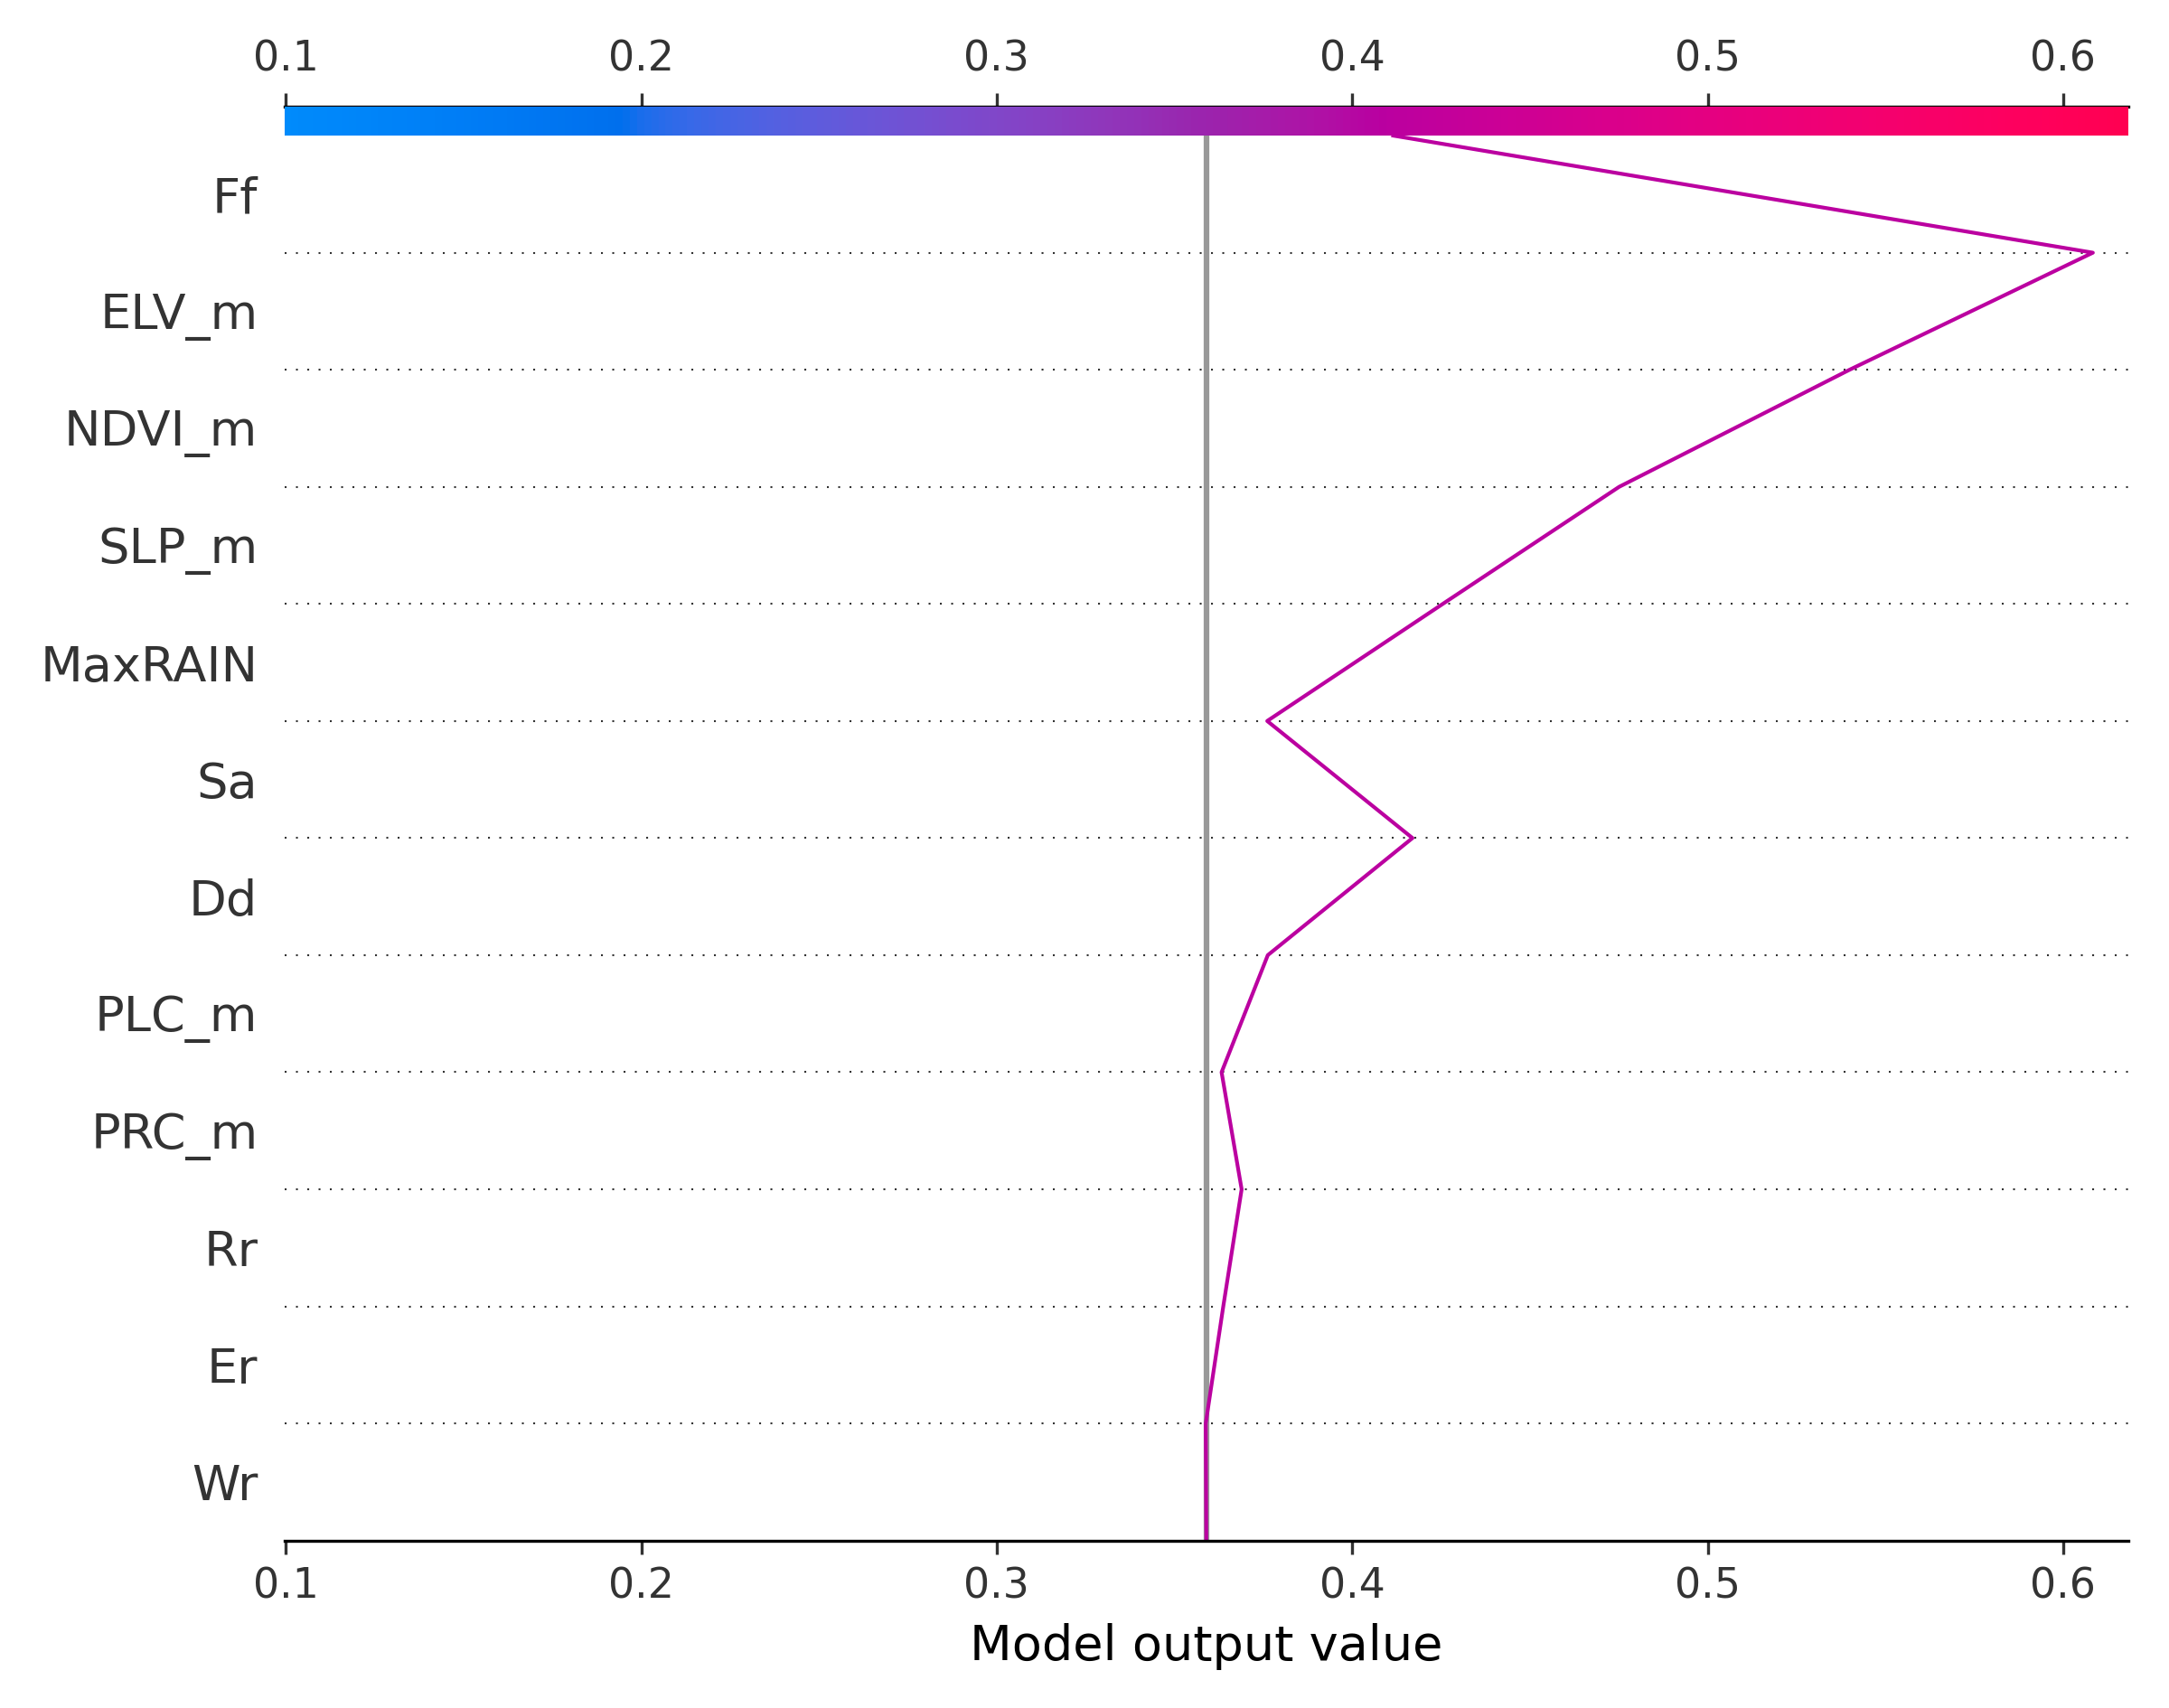 0.1 0.2 0.3 0.4 0.5 0.6
Ff
ELV_m
NDVI_m
SLP_m
MaxRAIN
Sa
Dd
PLC_m
PRC_m
Rr
Er
Wr
0.1 0.2 0.3 0.4 0.5 0.6
Model output value